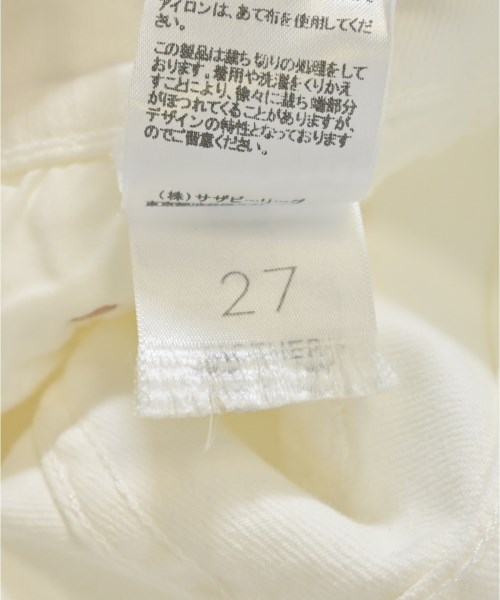 アイロンは、あて布を使用してくだ
さい。
この製品は裁ち切りの処理をして
おります。着用や洗濯をくりかえ
すことにより、徐々に裁ち端部分
がほつれてくることがありますが、
デザインの特性となっております
のでご留意ください。
(株)サザビーリーグ
27